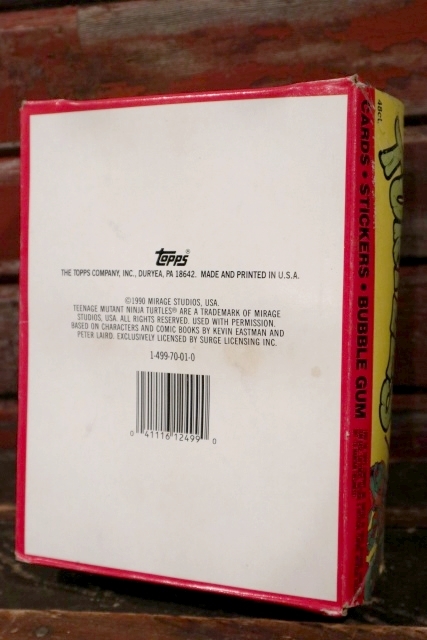 Topps®
THE TOPPS COMPANY, INC., DURYEA, PA 18642. MADE AND PRINTED IN U.S.A.
©1990 MIRAGE STUDIOS, USA.
TEENAGE MUTANT NINJA TURTLES® ARE A TRADEMARK OF MIRAGE
STUDIOS, USA. ALL RIGHTS RESERVED. USED WITH PERMISSION.
BASED ON CHARACTERS AND COMIC BOOKS BY KEVIN EASTMAN AND
PETER LAIRD. EXCLUSIVELY LICENSED BY SURGE LICENSING INC.
1-499-70-01-0
0 41116 12499 0
48 CT.
CARDS • STICKERS • BUBBLE GUM